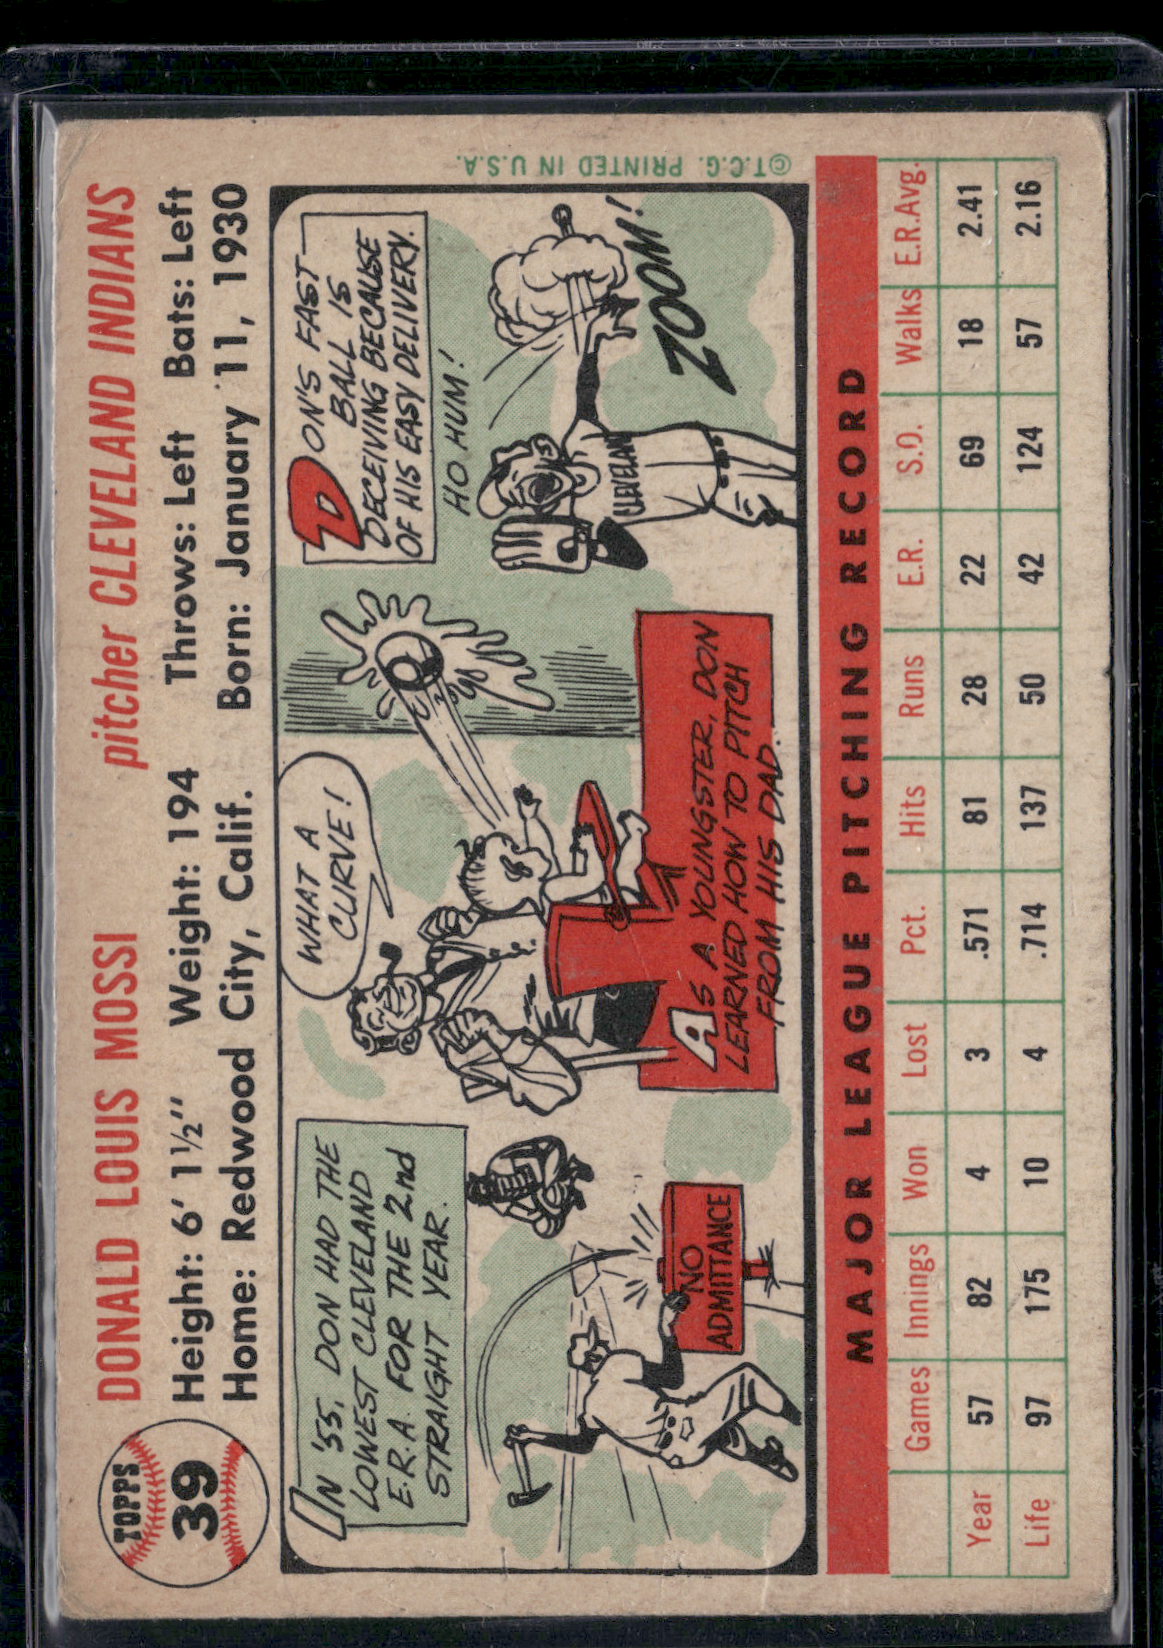 TOPPS
39
DONALD LOUIS MOSSI pitcher CLEVELAND INDIANS
Height: 6' 1½" Weight: 194 Throws: Left Bats: Left
Home: Redwood City, Calif. Born: January 11, 1930
IN '55, DON HAD THE
LOWEST CLEVELAND
E.R.A. FOR THE 2nd
STRAIGHT YEAR.
NO
ADMITTANCE
WHAT A
CURVE!
AS A YOUNGSTER, DON
LEARNED HOW TO PITCH
FROM HIS DAD.
DON'S FAST
BALL IS
DECEIVING BECAUSE
OF HIS EASY DELIVERY.
HO HUM!
CLEVELAN
ZOOM!
©T.C.G. PRINTED IN U.S.A.
MAJOR LEAGUE PITCHING RECORD
Games Innings Won Lost Pct. Hits Runs E.R. S.O. Walks E.R.Avg.
Year 57 82 4 3 .571 81 28 22 69 18 2.41
Life 97 175 10 4 .714 137 50 42 124 57 2.16